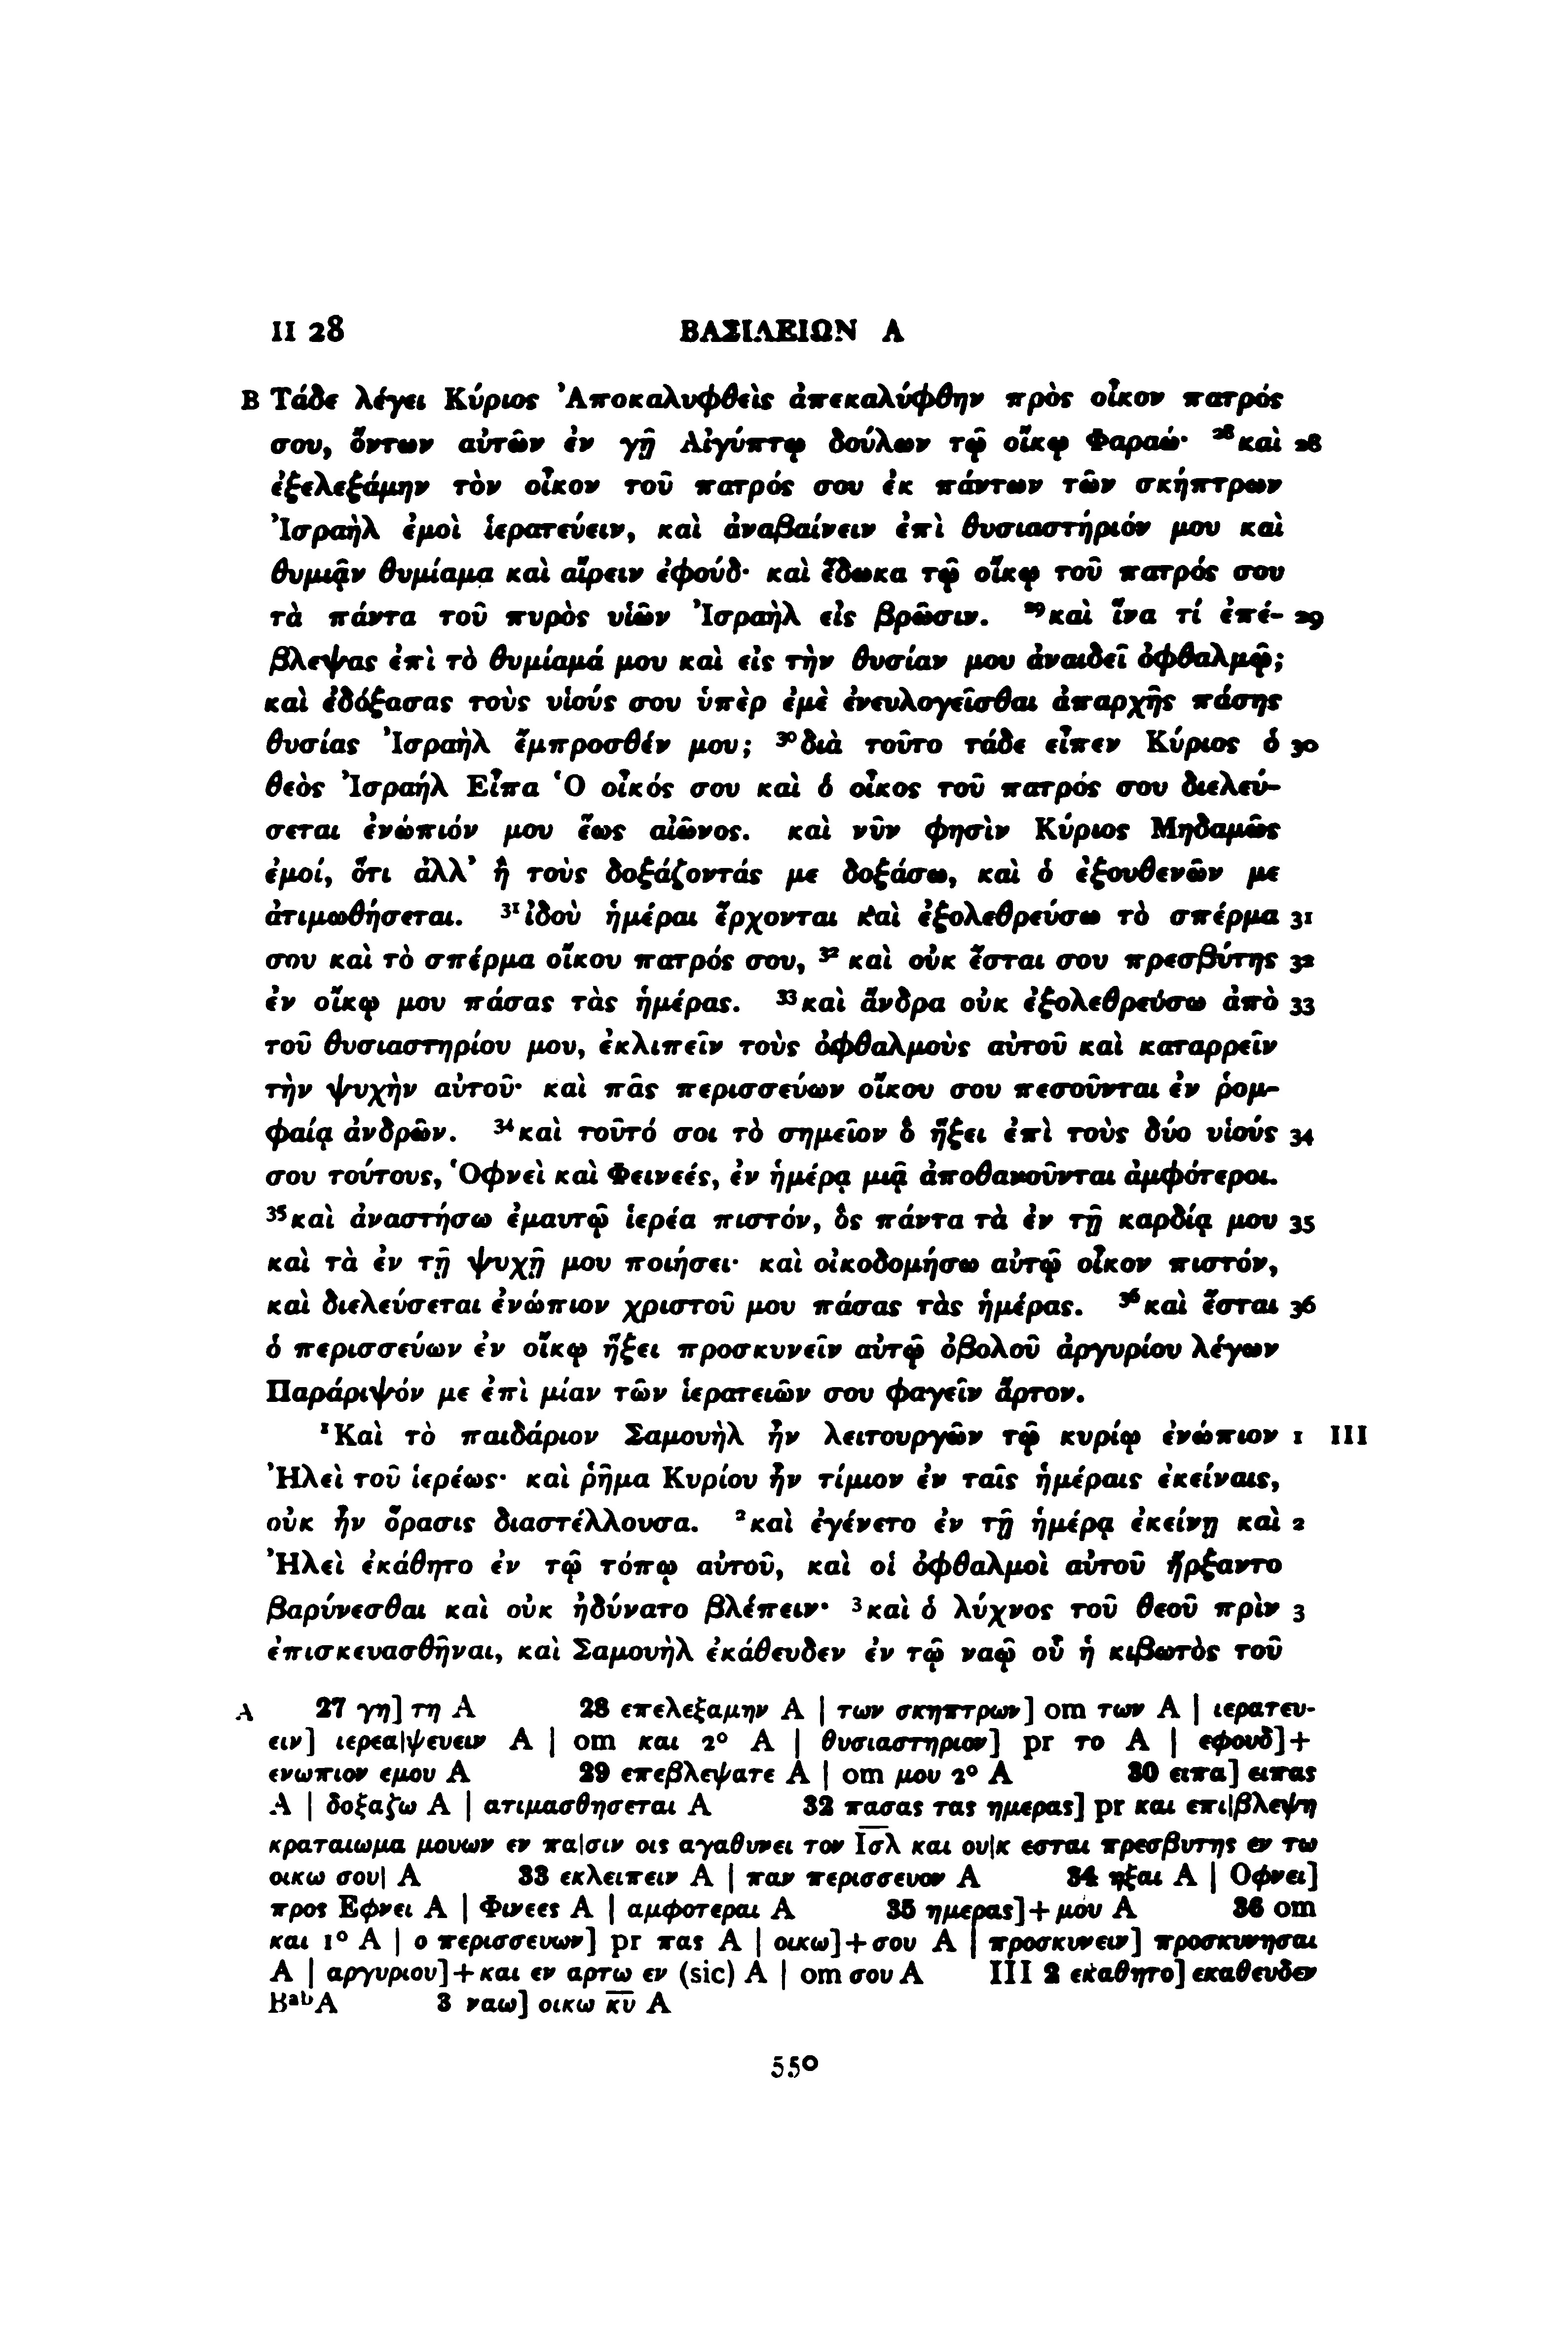 II 28 ΒΑΣΙΛΕΙΩΝ Α
B Τάδε λέγει Κύριος Ἀποκαλυφθεὶς ἀπεκαλύφθην πρὸς οἶκον πατρός
σου, ὄντων αὐτῶν ἐν γῇ Αἰγύπτῳ δούλων τῷ οἴκῳ Φαραώ· ²⁸καὶ 28
ἐξελεξάμην τὸν οἶκον τοῦ πατρός σου ἐκ πάντων τῶν σκήπτρων
Ἰσραὴλ ἐμοὶ ἱερατεύειν, καὶ ἀναβαίνειν ἐπὶ θυσιαστήριόν μου καὶ
θυμιᾷν θυμίαμα καὶ αἴρειν ἐφούδ· καὶ ἔδωκα τῷ οἴκῳ τοῦ πατρός σου
τὰ πάντα τοῦ πυρὸς υἱῶν Ἰσραὴλ εἰς βρῶσιν. ²⁹καὶ ἵνα τί ἐπέ- 29
βλεψας ἐπὶ τὸ θυμίαμά μου καὶ εἰς τὴν θυσίαν μου ἀναιδεῖ ὀφθαλμῷ;
καὶ ἐδόξασας τοὺς υἱούς σου ὑπὲρ ἐμὲ ἐνευλογεῖσθαι ἀπαρχῆς πάσης
θυσίας Ἰσραὴλ ἔμπροσθέν μου; ³⁰διὰ τοῦτο τάδε εἶπεν Κύριος ὁ 30
θεὸς Ἰσραήλ Εἶπα Ὁ οἶκός σου καὶ ὁ οἶκος τοῦ πατρός σου διελεύ-
σεται ἐνώπιόν μου ἕως αἰῶνος. καὶ νῦν φησὶν Κύριος Μηδαμῶς
ἐμοί, ὅτι ἀλλ’ ἢ τοὺς δοξάζοντάς με δοξάσω, καὶ ὁ ἐξουθενῶν με
ἀτιμωθήσεται. ³¹ἰδοὺ ἡμέραι ἔρχονται καὶ ἐξολεθρεύσω τὸ σπέρμα 31
σου καὶ τὸ σπέρμα οἴκου πατρός σου, ³²καὶ οὐκ ἔσται σου πρεσβύτης 32
ἐν οἴκῳ μου πάσας τὰς ἡμέρας. ³³καὶ ἄνδρα οὐκ ἐξολεθρεύσω ἀπὸ 33
τοῦ θυσιαστηρίου μου, ἐκλιπεῖν τοὺς ὀφθαλμοὺς αὐτοῦ καὶ καταρρεῖν
τὴν ψυχὴν αὐτοῦ· καὶ πᾶς περισσεύων οἴκου σου πεσοῦνται ἐν ῥομ-
φαίᾳ ἀνδρῶν. ³⁴καὶ τοῦτό σοι τὸ σημεῖον ὃ ἥξει ἐπὶ τοὺς δύο υἱούς 34
σου τούτους, Ὁφνεὶ καὶ Φεινεές, ἐν ἡμέρᾳ μιᾷ ἀποθανοῦνται ἀμφότεροι.
³⁵καὶ ἀναστήσω ἐμαυτῷ ἱερέα πιστόν, ὃς πάντα τὰ ἐν τῇ καρδίᾳ μου 35
καὶ τὰ ἐν τῇ ψυχῇ μου ποιήσει· καὶ οἰκοδομήσω αὐτῷ οἶκον πιστόν,
καὶ διελεύσεται ἐνώπιον χριστοῦ μου πάσας τὰς ἡμέρας. ³⁶καὶ ἔσται 36
ὁ περισσεύων ἐν οἴκῳ ἥξει προσκυνεῖν αὐτῷ ὀβολοῦ ἀργυρίου λέγων
Παράριψόν με ἐπὶ μίαν τῶν ἱερατειῶν σου φαγεῖν ἄρτον.
¹Καὶ τὸ παιδάριον Σαμουὴλ ἦν λειτουργῶν τῷ κυρίῳ ἐνώπιον 1 III
Ἡλεὶ τοῦ ἱερέως· καὶ ῥῆμα Κυρίου ἦν τίμιον ἐν ταῖς ἡμέραις ἐκείναις,
οὐκ ἦν ὅρασις διαστέλλουσα. ²καὶ ἐγένετο ἐν τῇ ἡμέρᾳ ἐκείνῃ καὶ 2
Ἡλεὶ ἐκάθητο ἐν τῷ τόπῳ αὐτοῦ, καὶ οἱ ὀφθαλμοὶ αὐτοῦ ἤρξαντο
βαρύνεσθαι καὶ οὐκ ἠδύνατο βλέπειν· ³καὶ ὁ λύχνος τοῦ θεοῦ πρὶν 3
ἐπισκευασθῆναι, καὶ Σαμουὴλ ἐκάθευδεν ἐν τῷ ναῷ οὗ ἡ κιβωτὸς τοῦ
A 27 γη] τη A 28 επελεξαμην A | των σκηπτρων] om των A | ιερατευ-
ειν] ιερεα|ψευειν A | om και 2° A | θυσιαστηριον] pr το A | εφουδ]+
ενωπιον εμου A 29 επεβλεψατε A | om μου 2° A 30 ειπα] ειπας
A | δοξαζω A | ατιμασθησεται A 32 πασας τας ημερας] pr και επι|βλεψη
κραταιωμα μουων εν πα|σιν οις αγαθυνει τον Ισ̅λ̅ και ου|κ εσται πρεσβυτης εν τω
οικω σου| A 33 εκλειπειν A | παν περισσευον A 34 ηξαι A | Οφνει]
προς Εφνει A | Φινεες A | αμφοτεραι A 35 ημερας]+μου A 36 om
και 1° A | ο περισσευων] pr πας A | οικω]+σου A | προσκυνειν] προσκυνησαι
A | αργυριου]+και εν αρτω εν (sic) A | om σου A III 2 εκαθητο] εκαθευδεν
BᵃᵇA 3 ναω] οικω κ̅υ̅ A
550